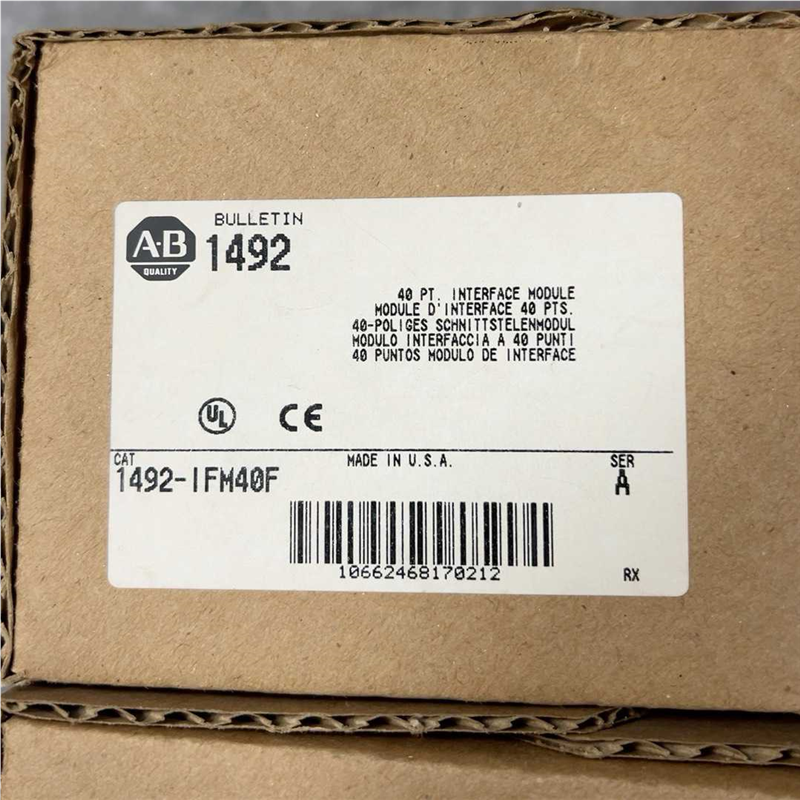 A-B
QUALITY
BULLETIN
1492
40 PT. INTERFACE MODULE
MODULE D'INTERFACE 40 PTS.
40-POLIGES SCHNITTSTELENMODUL
MODULO INTERFACCIA A 40 PUNTI
40 PUNTOS MODULO DE INTERFACE
UL CE
CAT MADE IN U.S.A. SER
1492-IFM40F A
10662468170212
RX